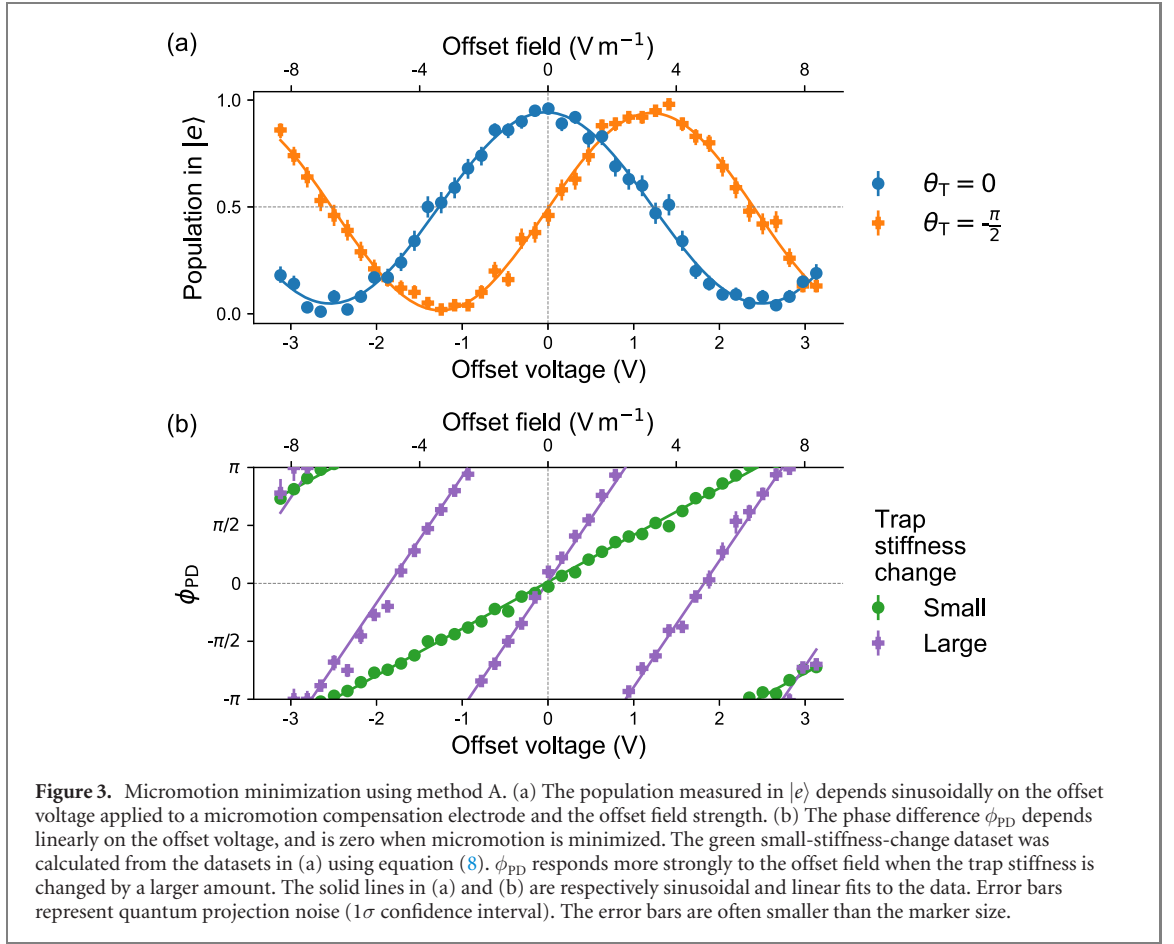 (a)
Offset field (V m⁻¹)
-8 -4 0 4 8
1.0
0.5
0.0
Population in |e⟩
θ_T = 0
θ_T = -π/2
-3 -2 -1 0 1 2 3
Offset voltage (V)
(b)
Offset field (V m⁻¹)
-8 -4 0 4 8
π
π/2
0
-π/2
-π
ϕ_PD
Trap
stiffness
change
Small
Large
-3 -2 -1 0 1 2 3
Offset voltage (V)
Figure 3. Micromotion minimization using method A. (a) The population measured in |e⟩ depends sinusoidally on the offset
voltage applied to a micromotion compensation electrode and the offset field strength. (b) The phase difference ϕ_PD depends
linearly on the offset voltage, and is zero when micromotion is minimized. The green small-stiffness-change dataset was
calculated from the datasets in (a) using equation (8). ϕ_PD responds more strongly to the offset field when the trap stiffness is
changed by a larger amount. The solid lines in (a) and (b) are respectively sinusoidal and linear fits to the data. Error bars
represent quantum projection noise (1σ confidence interval). The error bars are often smaller than the marker size.